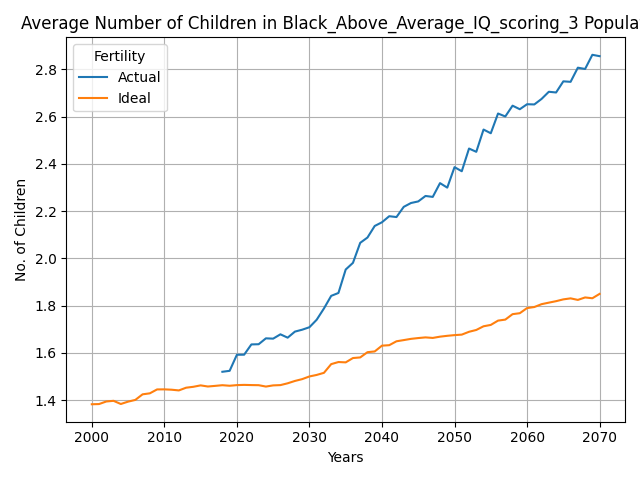 Average Number of Children in Black_Above_Average_IQ_scoring_3 Popula
Fertility
Actual
Ideal
No. of Children
2.8
2.6
2.4
2.2
2.0
1.8
1.6
1.4
2000 2010 2020 2030 2040 2050 2060 2070
Years